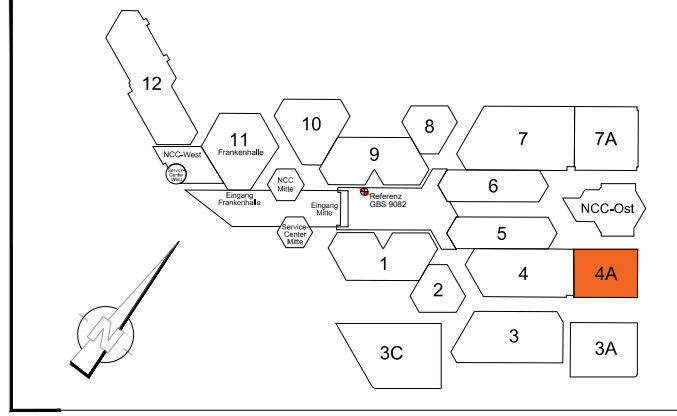 12
11
Frankenhalle
10
8
9
7
7A
NCC-West
Service-
Center
West
NCC
Mitte
Eingang
Frankenhalle
Eingang
Mitte
Referenz
GBS 9082
6
NCC-Ost
Service-
Center
Mitte
5
1
2
4
4A
3C
3
3A
N